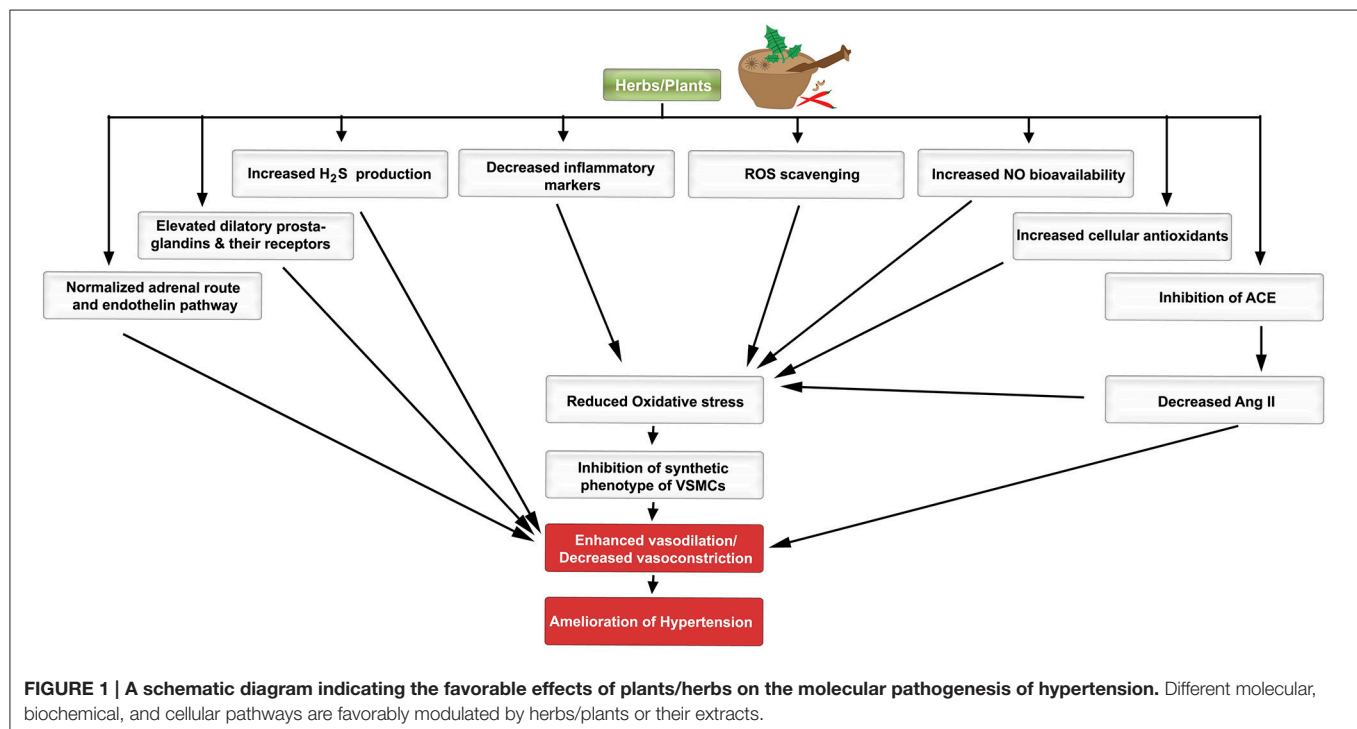 Herbs/Plants
Increased H₂S production
Decreased inflammatory
markers
ROS scavenging
Increased NO bioavailability
Elevated dilatory prosta-
glandins & their receptors
Increased cellular antioxidants
Normalized adrenal route
and endothelin pathway
Inhibition of ACE
Reduced Oxidative stress
Decreased Ang II
Inhibition of synthetic
phenotype of VSMCs
Enhanced vasodilation/
Decreased vasoconstriction
Amelioration of Hypertension
FIGURE 1 | A schematic diagram indicating the favorable effects of plants/herbs on the molecular pathogenesis of hypertension. Different molecular,
biochemical, and cellular pathways are favorably modulated by herbs/plants or their extracts.